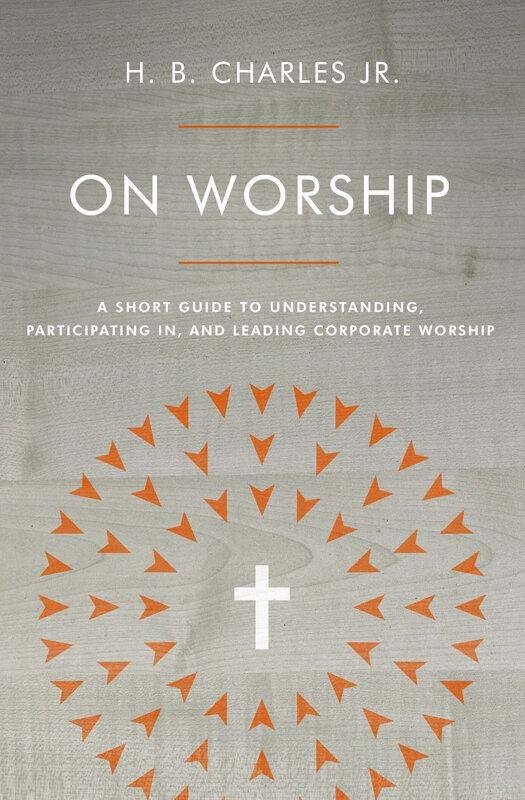 H. B. CHARLES JR.
ON WORSHIP
A SHORT GUIDE TO UNDERSTANDING,
PARTICIPATING IN, AND LEADING CORPORATE WORSHIP